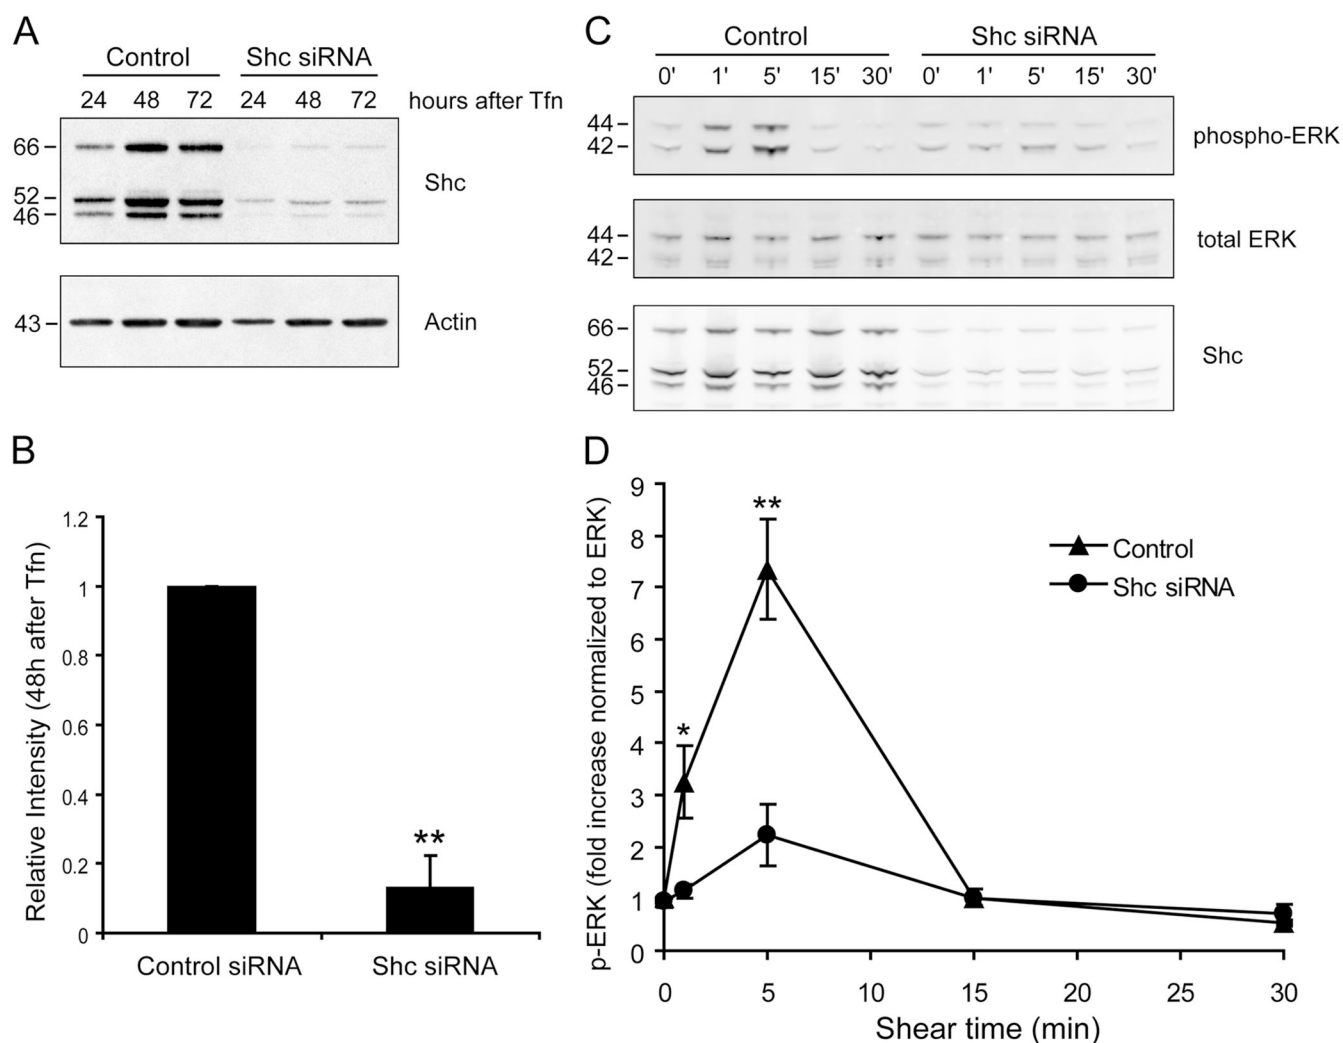 A
Control Shc siRNA
24 48 72 24 48 72 hours after Tfn
66
52
46
Shc
43
Actin
B
Relative Intensity (48h after Tfn)
1.2
1
0.8
0.6
0.4
0.2
0
**
Control siRNA Shc siRNA
C
Control Shc siRNA
0' 1' 5' 15' 30' 0' 1' 5' 15' 30'
44
42
phospho-ERK
44
42
total ERK
66
52
46
Shc
D
p-ERK (fold increase normalized to ERK)
9
8
7
6
5
4
3
2
1
0
*
**
Control
Shc siRNA
0 5 10 15 20 25 30
Shear time (min)